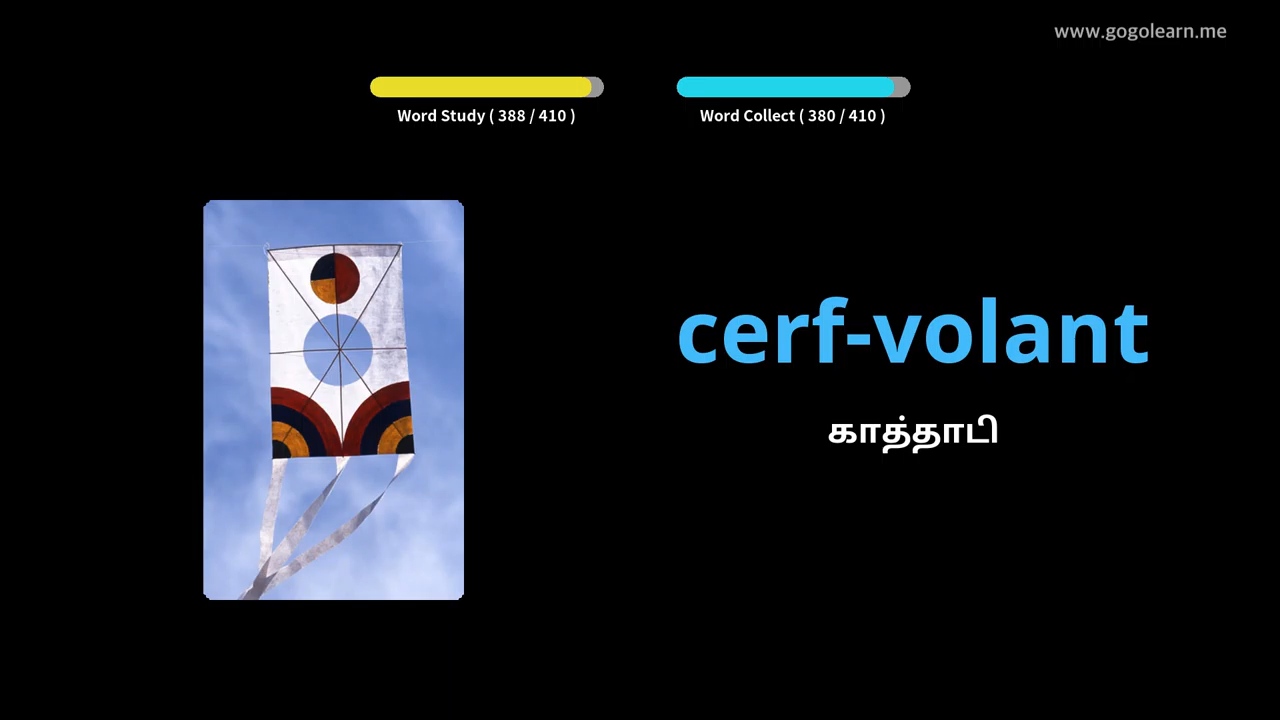 www.gogolearn.me
Word Study ( 388 / 410 )
Word Collect ( 380 / 410 )
cerf-volant
காத்தாடி